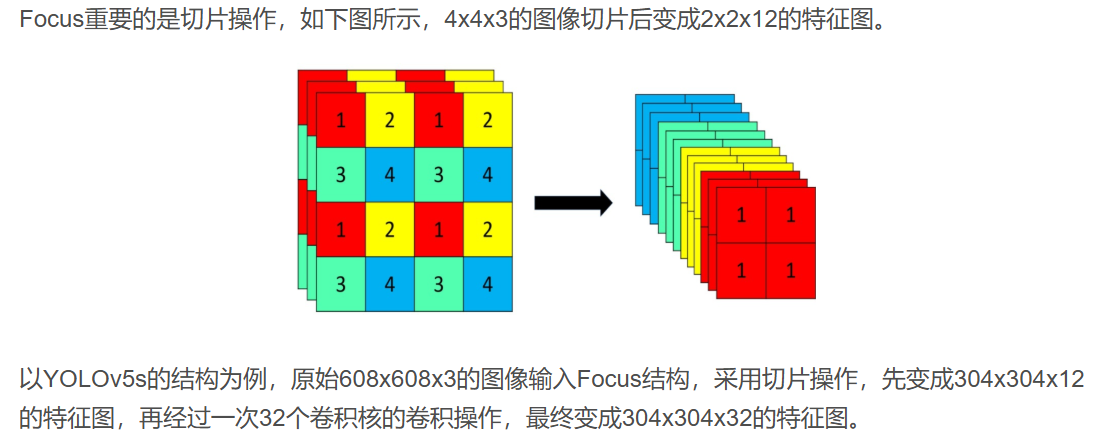 Focus重要的是切片操作，如下图所示，4x4x3的图像切片后变成2x2x12的特征图。
1 2 1 2
3 4 3 4
1 2 1 2
3 4 3 4
1 1
1 1
以YOLOv5s的结构为例，原始608x608x3的图像输入Focus结构，采用切片操作，先变成304x304x12
的特征图，再经过一次32个卷积核的卷积操作，最终变成304x304x32的特征图。